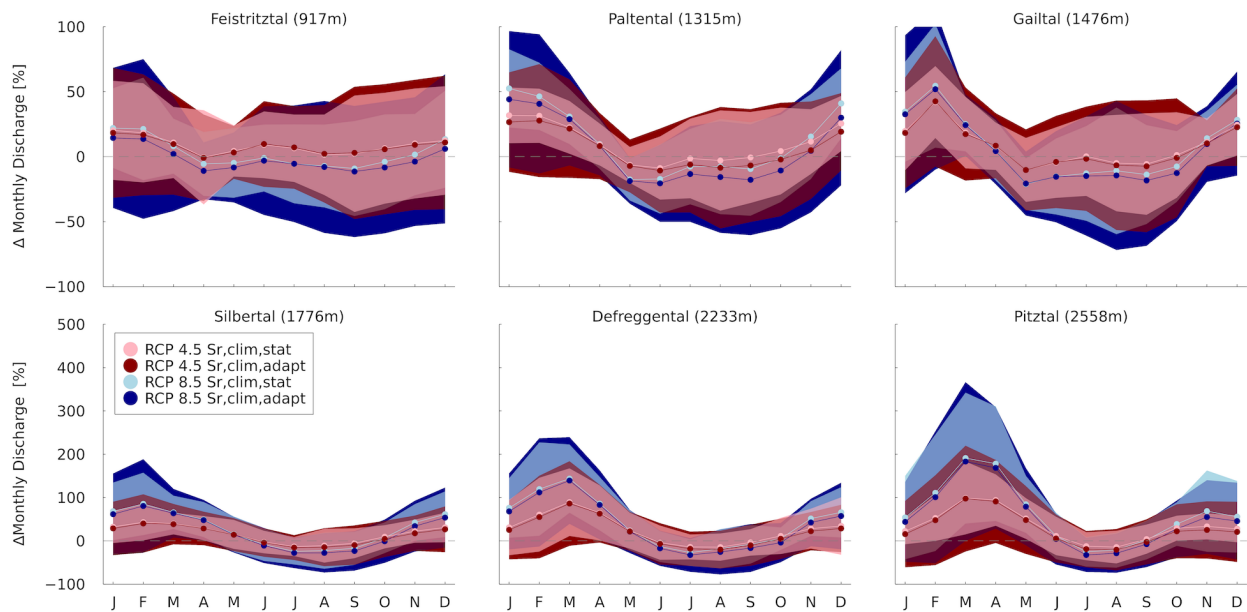 Feistritztal (917m) Paltental (1315m) Gailtal (1476m)
Δ Monthly Discharge [%]
100
50
0
−50
−100
Silbertal (1776m) Defreggental (2233m) Pitztal (2558m)
ΔMonthly Discharge [%]
500
400
300
200
100
0
−100
RCP 4.5 Sr,clim,stat
RCP 4.5 Sr,clim,adapt
RCP 8.5 Sr,clim,stat
RCP 8.5 Sr,clim,adapt
J F M A M J J A S O N D J F M A M J J A S O N D J F M A M J J A S O N D